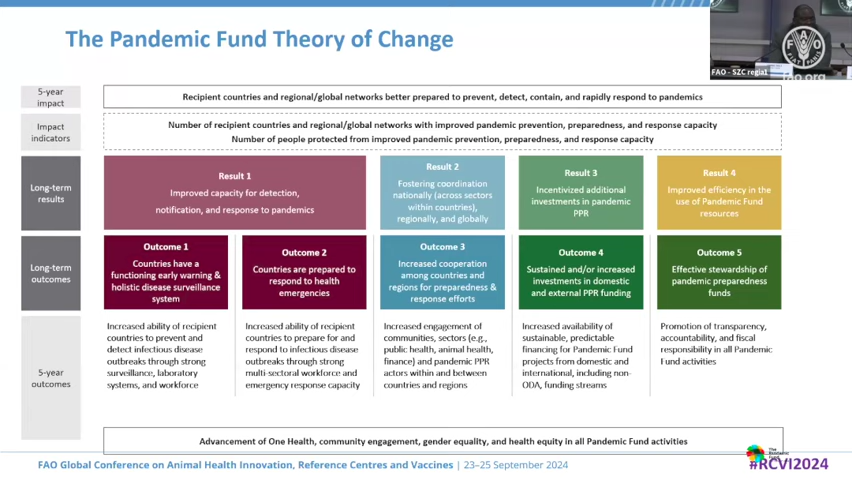 The Pandemic Fund Theory of Change
FAO - SZC regia
FAO
FIAT PANIS
fao.org
5-year
impact
Recipient countries and regional/global networks better prepared to prevent, detect, contain, and rapidly respond to pandemics
Impact
indicators
Number of recipient countries and regional/global networks with improved pandemic prevention, preparedness, and response capacity
Number of people protected from improved pandemic prevention, preparedness, and response capacity
Long-term
results
Result 1
Improved capacity for detection,
notification, and response to pandemics
Result 2
Fostering coordination
nationally (across sectors
within countries),
regionally, and globally
Result 3
Incentivized additional
investments in pandemic
PPR
Result 4
Improved efficiency in the
use of Pandemic Fund
resources
Long-term
outcomes
Outcome 1
Countries have a
functioning early warning &
holistic disease surveillance
system
Outcome 2
Countries are prepared to
respond to health
emergencies
Outcome 3
Increased cooperation
among countries and
regions for preparedness &
response efforts
Outcome 4
Sustained and/or increased
investments in domestic
and external PPR funding
Outcome 5
Effective stewardship of
pandemic preparedness
funds
5-year
outcomes
Increased ability of recipient
countries to prevent and
detect infectious disease
outbreaks through strong
surveillance, laboratory
systems, and workforce
Increased ability of recipient
countries to prepare for and
respond to infectious disease
outbreaks through strong
multi-sectoral workforce and
emergency response capacity
Increased engagement of
communities, sectors (e.g.,
public health, animal health,
finance) and pandemic PPR
actors within and between
countries and regions
Increased availability of
sustainable, predictable
financing for Pandemic Fund
projects from domestic and
international, including non-
ODA, funding streams
Promotion of transparency,
accountability, and fiscal
responsibility in all Pandemic
Fund activities
Advancement of One Health, community engagement, gender equality, and health equity in all Pandemic Fund activities
The
Pandemic
Fund
FAO Global Conference on Animal Health Innovation, Reference Centres and Vaccines | 23–25 September 2024
#RCVI2024